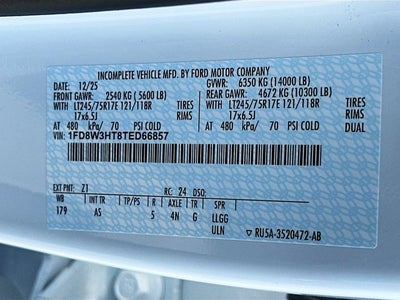 INCOMPLETE VEHICLE MFD. BY FORD MOTOR COMPANY
12/25 GVWR: 6350 KG (14000 LB)
FRONT GAWR: 2540 KG (5600 LB) REAR GAWR: 4672 KG (10300 LB)
WITH LT245/75R17E 121/118R TIRES WITH LT245/75R17E 121/118R TIRES
17x6.5J RIMS 17x6.5J RIMS
AT 480 kPa/ 70 PSI COLD AT 480 kPa/ 70 PSI COLD
VIN: 1FD8W3HT8TED66857
EXT PNT: Z1 RC: 24 DSO:
WB INT TR TP/PS R AXLE TR SPR
179 AS 5 4N G LLGG
ULN ▽ RU5A-3520472-AB